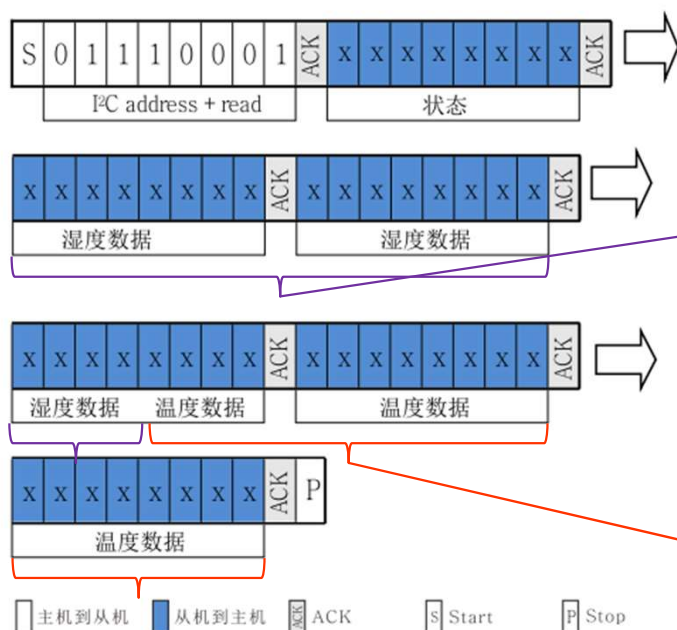 S 0 1 1 1 0 0 0 1 ACK x x x x x x x x ACK
I²C address + read 状态
x x x x x x x x ACK x x x x x x x x ACK
湿度数据 湿度数据
x x x x x x x x ACK x x x x x x x x ACK
湿度数据 温度数据 温度数据
x x x x x x x x ACK P
温度数据
主机到从机 从机到主机 ACK ACK S Start P Stop